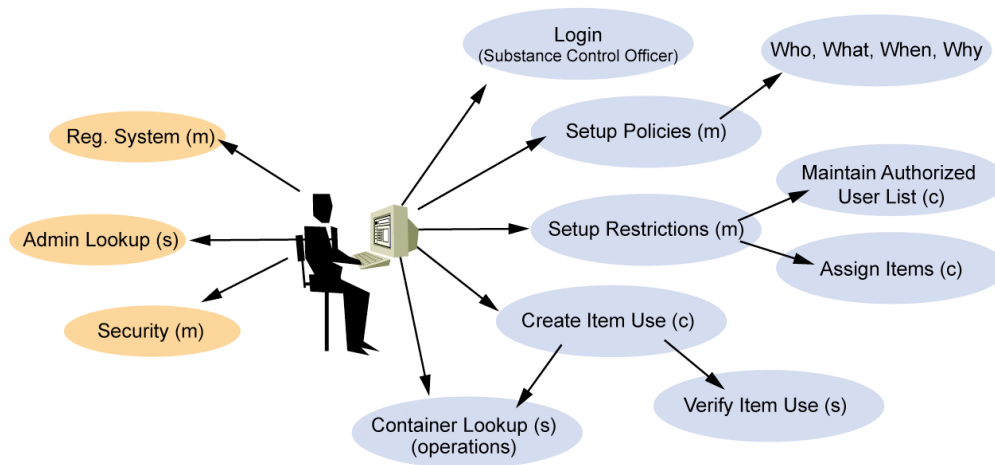 Login
(Substance Control Officer)
Who, What, When, Why
Reg. System (m)
Setup Policies (m)
Maintain Authorized
User List (c)
Admin Lookup (s)
Setup Restrictions (m)
Assign Items (c)
Security (m)
Create Item Use (c)
Verify Item Use (s)
Container Lookup (s)
(operations)